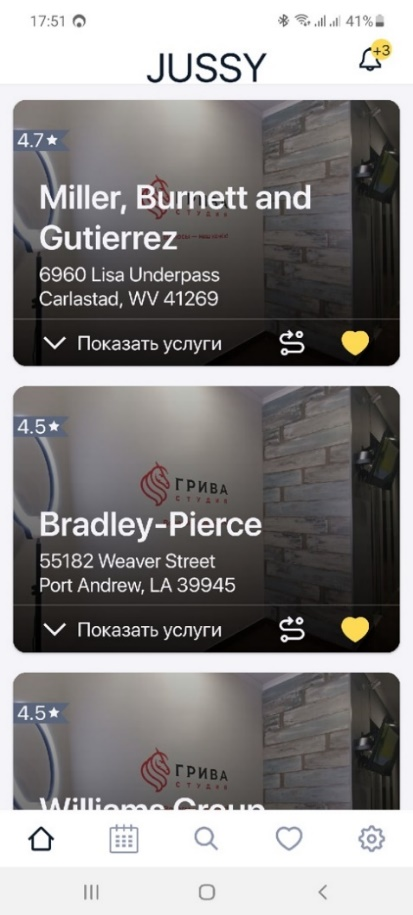 17:51 41%
JUSSY
+3
4.7★
Miller, Burnett and
Gutierrez
6960 Lisa Underpass
Carlastad, WV 41269
Показать услуги
4.5★
ГРИВА
СТУДИЯ
Bradley-Pierce
55182 Weaver Street
Port Andrew, LA 39945
Показать услуги
4.5★
ГРИВА
СТУДИЯ
Williams Group